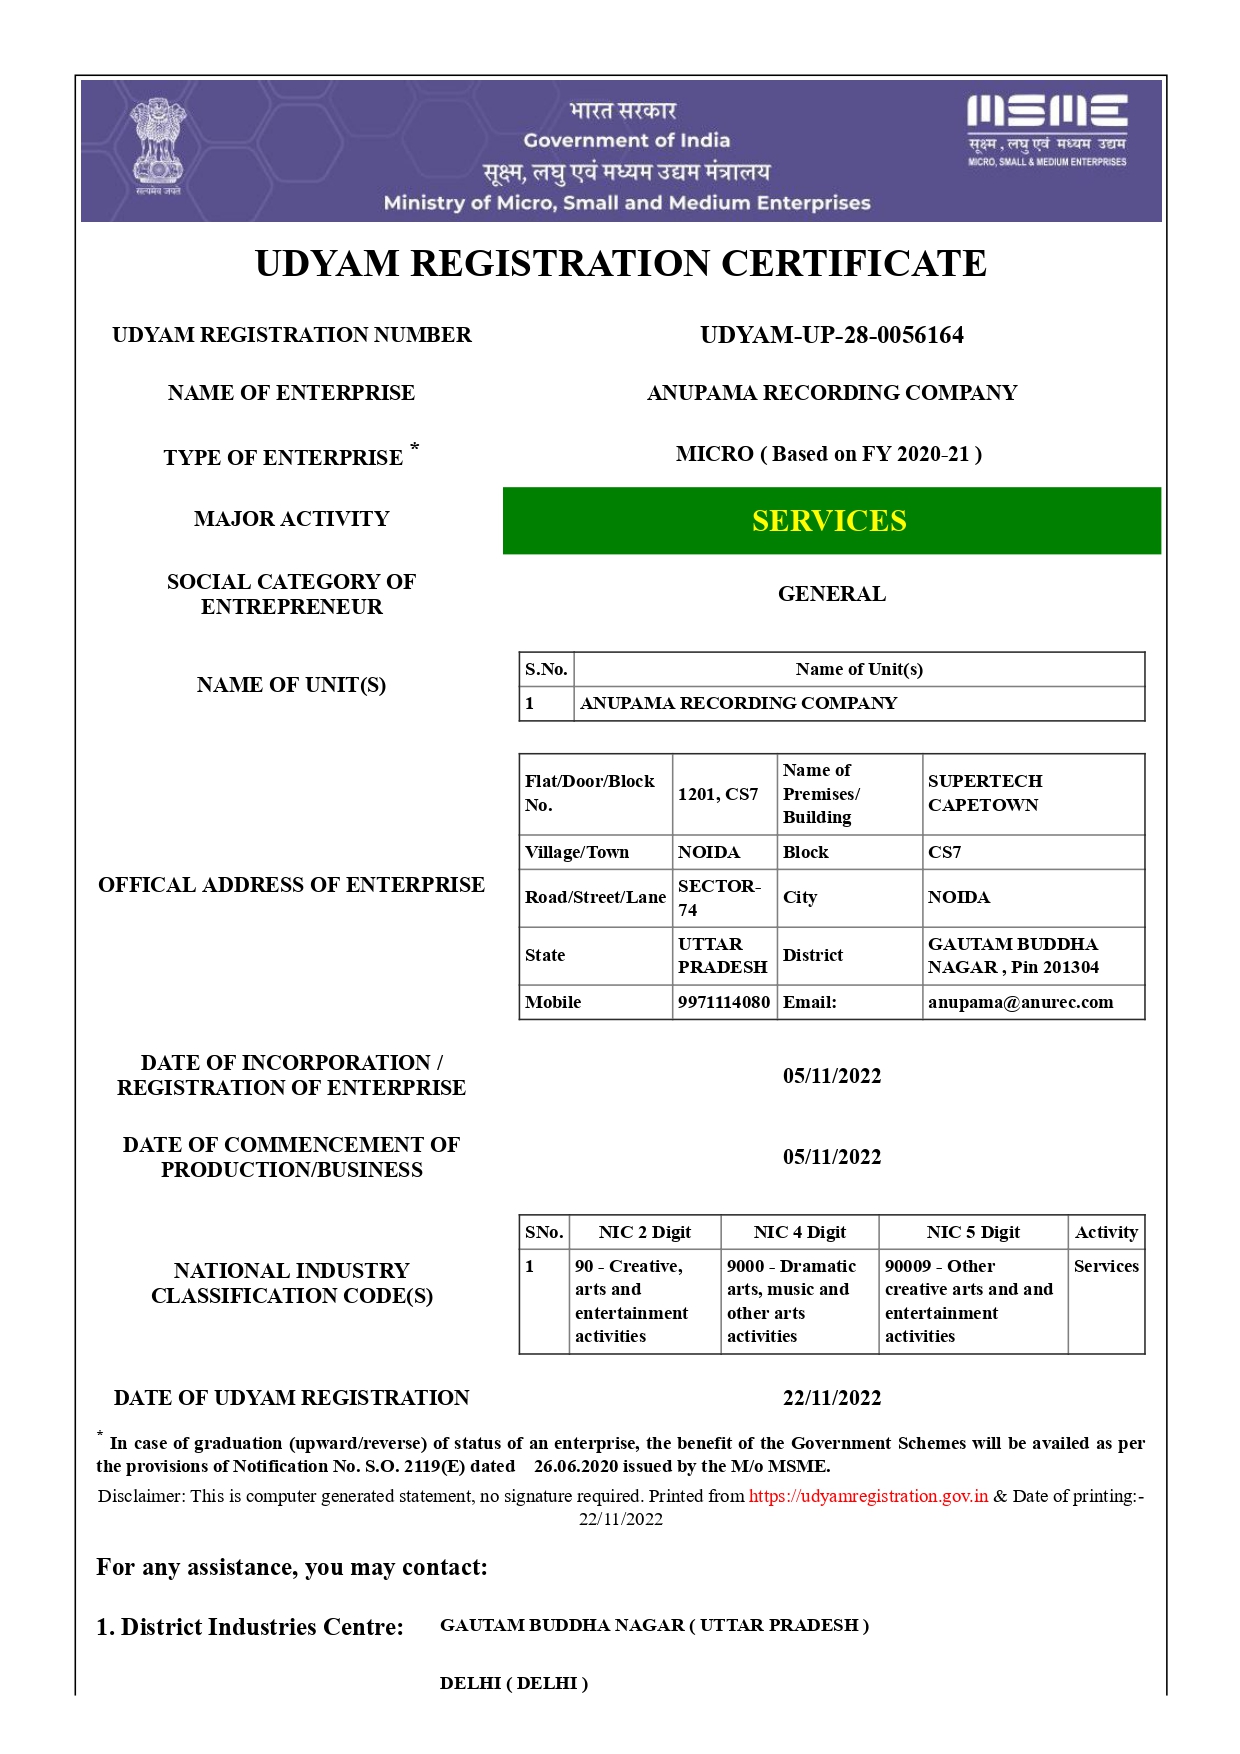 भारत सरकार
Government of India
सूक्ष्म, लघु एवं मध्यम उद्यम मंत्रालय
Ministry of Micro, Small and Medium Enterprises
सत्यमेव जयते
MSME
सूक्ष्म , लघु एवं मध्यम उद्यम
MICRO, SMALL & MEDIUM ENTERPRISES
UDYAM REGISTRATION CERTIFICATE
UDYAM REGISTRATION NUMBER
UDYAM-UP-28-0056164
NAME OF ENTERPRISE
ANUPAMA RECORDING COMPANY
TYPE OF ENTERPRISE *
MICRO ( Based on FY 2020-21 )
MAJOR ACTIVITY
SERVICES
SOCIAL CATEGORY OF
ENTREPRENEUR
GENERAL
NAME OF UNIT(S)
S.No. Name of Unit(s)
1 ANUPAMA RECORDING COMPANY
OFFICAL ADDRESS OF ENTERPRISE
Flat/Door/Block
No.
1201, CS7
Name of
Premises/
Building
SUPERTECH
CAPETOWN
Village/Town NOIDA Block CS7
Road/Street/Lane
SECTOR-
74
City NOIDA
State
UTTAR
PRADESH
District
GAUTAM BUDDHA
NAGAR , Pin 201304
Mobile 9971114080 Email: anupama@anurec.com
DATE OF INCORPORATION /
REGISTRATION OF ENTERPRISE
05/11/2022
DATE OF COMMENCEMENT OF
PRODUCTION/BUSINESS
05/11/2022
NATIONAL INDUSTRY
CLASSIFICATION CODE(S)
SNo. NIC 2 Digit NIC 4 Digit NIC 5 Digit Activity
1
90 - Creative,
arts and
entertainment
activities
9000 - Dramatic
arts, music and
other arts
activities
90009 - Other
creative arts and and
entertainment
activities
Services
DATE OF UDYAM REGISTRATION
22/11/2022
* In case of graduation (upward/reverse) of status of an enterprise, the benefit of the Government Schemes will be availed as per
the provisions of Notification No. S.O. 2119(E) dated 26.06.2020 issued by the M/o MSME.
Disclaimer: This is computer generated statement, no signature required. Printed from https://udyamregistration.gov.in & Date of printing:-
22/11/2022
For any assistance, you may contact:
1. District Industries Centre: GAUTAM BUDDHA NAGAR ( UTTAR PRADESH )
DELHI ( DELHI )